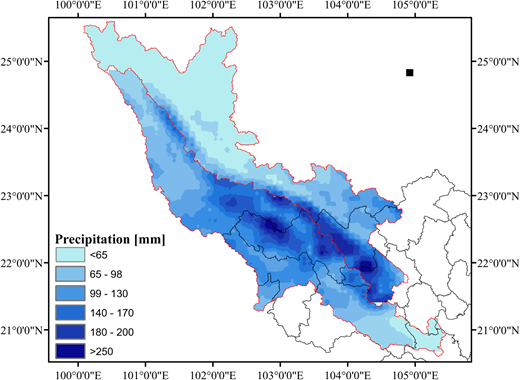 100°0'0"E 101°0'0"E 102°0'0"E 103°0'0"E 104°0'0"E 105°0'0"E
25°0'0"N 25°0'0"N
24°0'0"N 24°0'0"N
23°0'0"N 23°0'0"N
22°0'0"N 22°0'0"N
21°0'0"N 21°0'0"N
Precipitation [mm]
<65
65 - 98
99 - 130
140 - 170
180 - 200
>250
100°0'0"E 101°0'0"E 102°0'0"E 103°0'0"E 104°0'0"E 105°0'0"E